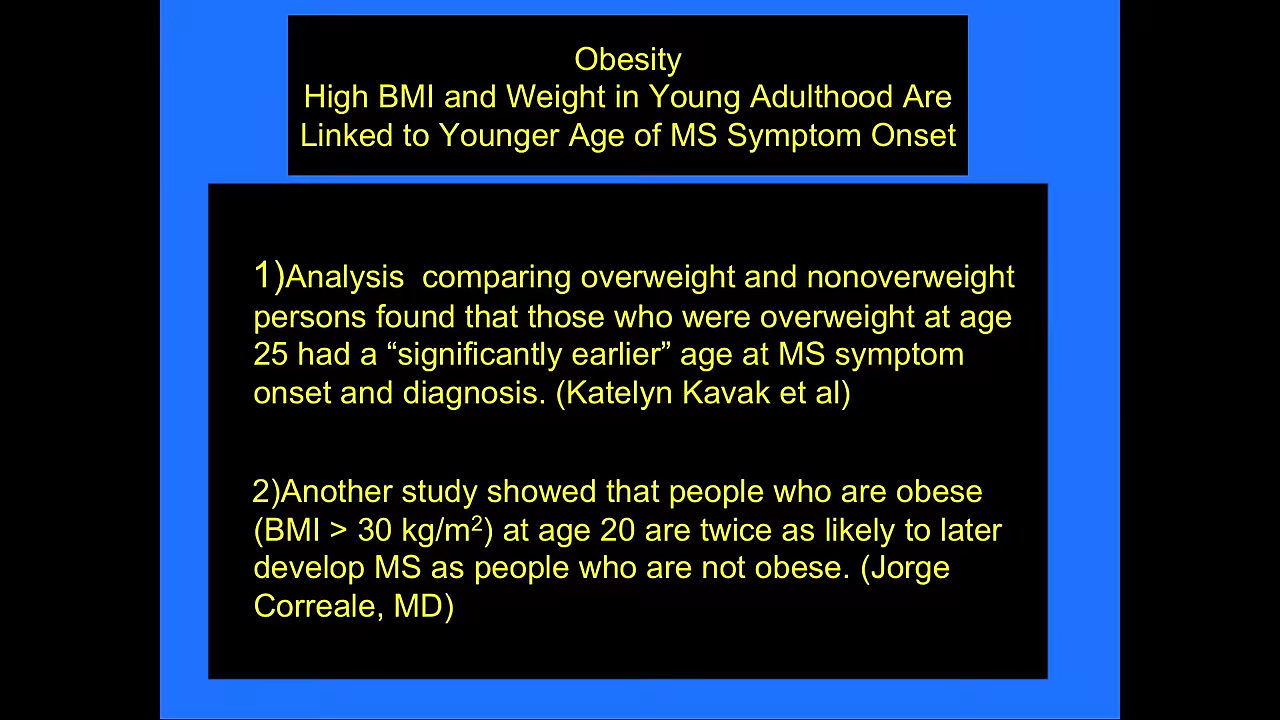 Obesity
High BMI and Weight in Young Adulthood Are
Linked to Younger Age of MS Symptom Onset
1)Analysis  comparing overweight and nonoverweight
persons found that those who were overweight at age
25 had a “significantly earlier” age at MS symptom
onset and diagnosis. (Katelyn Kavak et al)
2)Another study showed that people who are obese
(BMI > 30 kg/m²) at age 20 are twice as likely to later
develop MS as people who are not obese. (Jorge
Correale, MD)